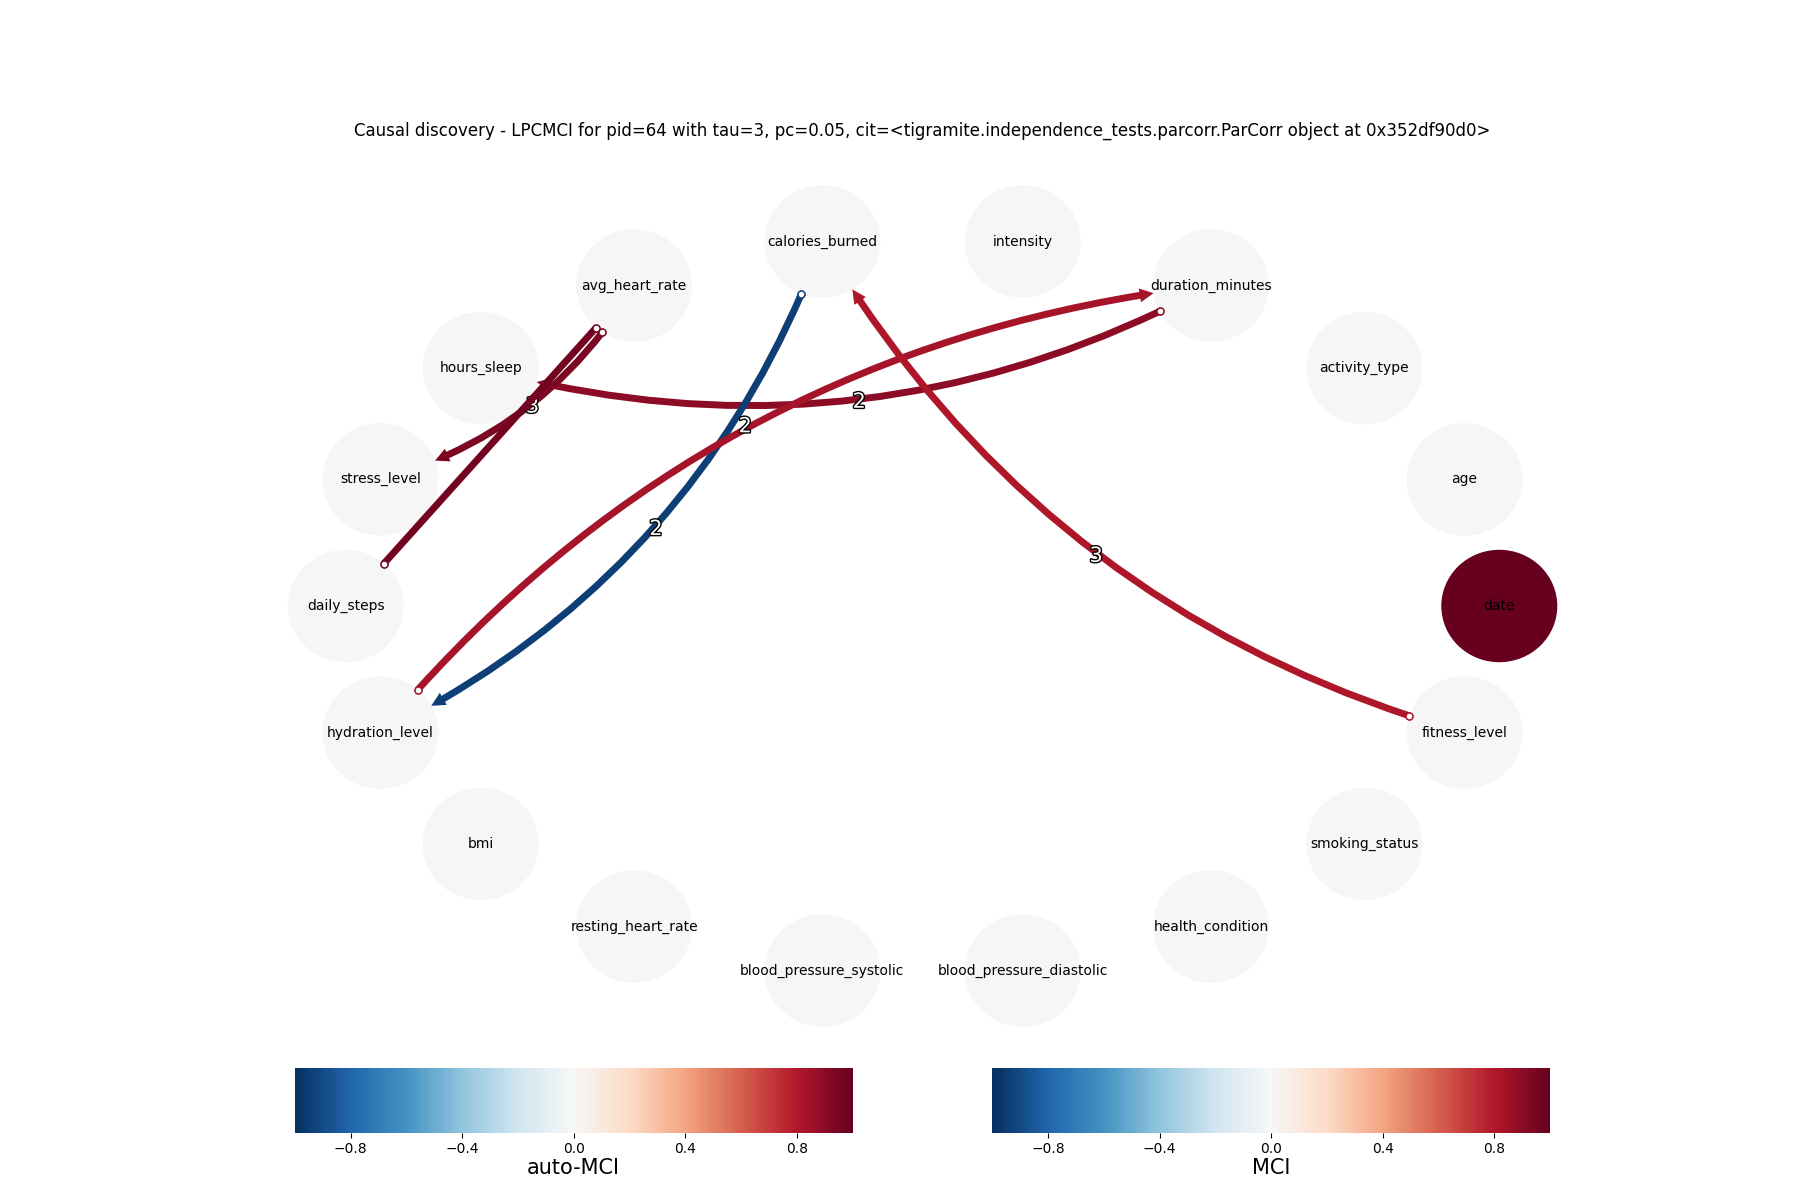 Causal discovery - LPCMCI for pid=64 with tau=3, pc=0.05, cit=<tigramite.independence_tests.parcorr.ParCorr object at 0x352df90d0>
calories_burned
intensity
avg_heart_rate
duration_minutes
hours_sleep
activity_type
2
3
2
stress_level
age
2
3
daily_steps
date
hydration_level
fitness_level
bmi
smoking_status
resting_heart_rate
health_condition
blood_pressure_systolic
blood_pressure_diastolic
−0.8 −0.4 0.0 0.4 0.8
auto-MCI
−0.8 −0.4 0.0 0.4 0.8
MCI